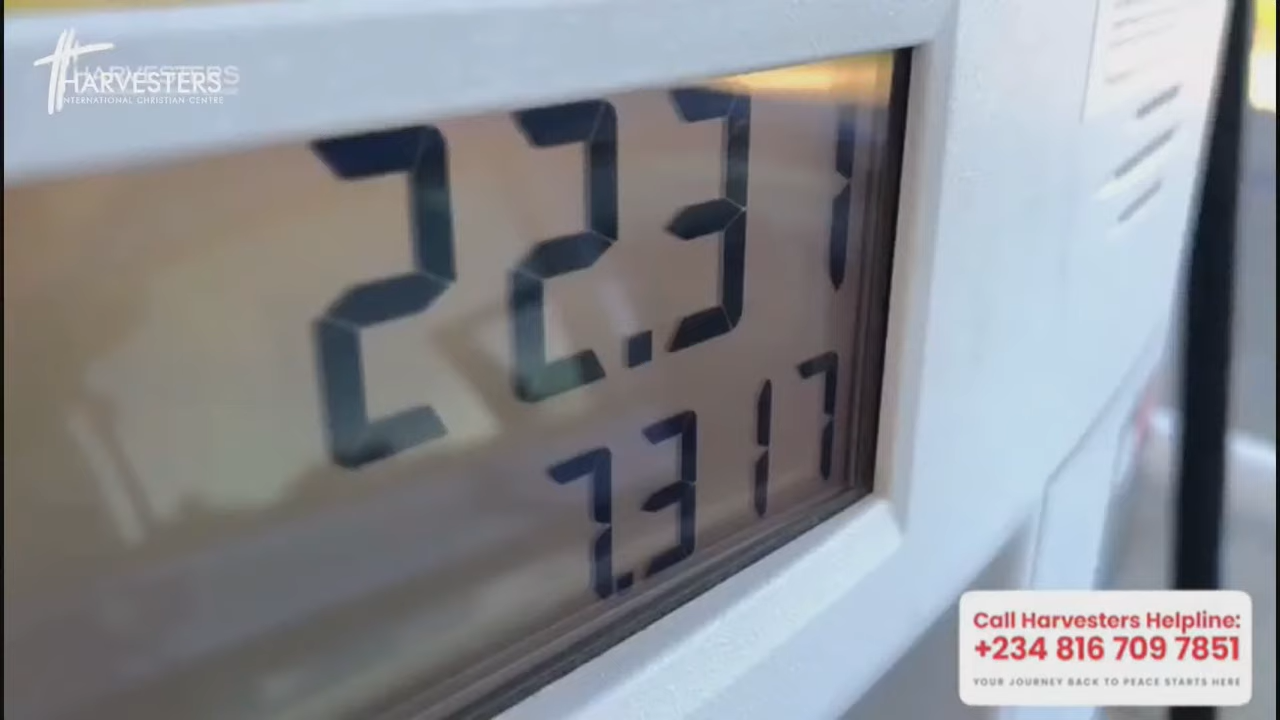 HARVESTERS
INTERNATIONAL CHRISTIAN CENTRE
22.31
7.317
Call Harvesters Helpline:
+234 816 709 7851
YOUR JOURNEY BACK TO PEACE STARTS HERE